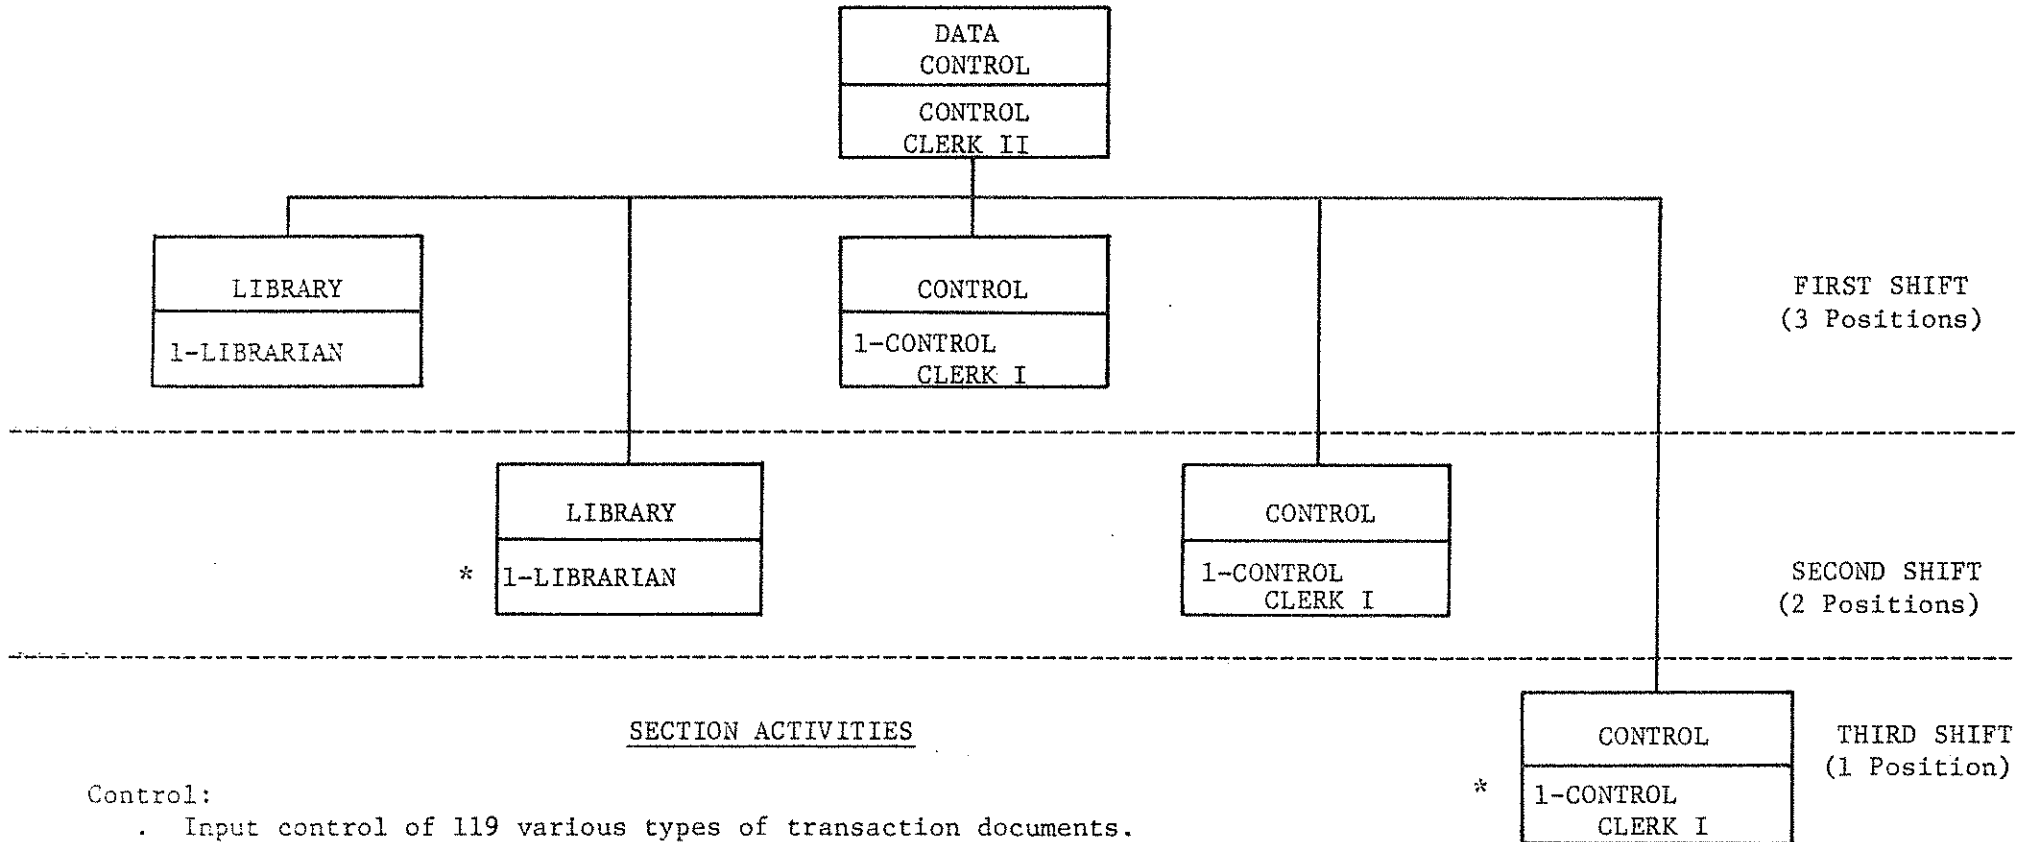 DATA
CONTROL
CONTROL
CLERK II
LIBRARY
1-LIBRARIAN
CONTROL
1-CONTROL
CLERK I
FIRST SHIFT
(3 Positions)
LIBRARY
* 1-LIBRARIAN
CONTROL
1-CONTROL
CLERK I
SECOND SHIFT
(2 Positions)
SECTION ACTIVITIES
CONTROL
* 1-CONTROL
CLERK I
THIRD SHIFT
(1 Position)
Control:
. Input control of 119 various types of transaction documents.